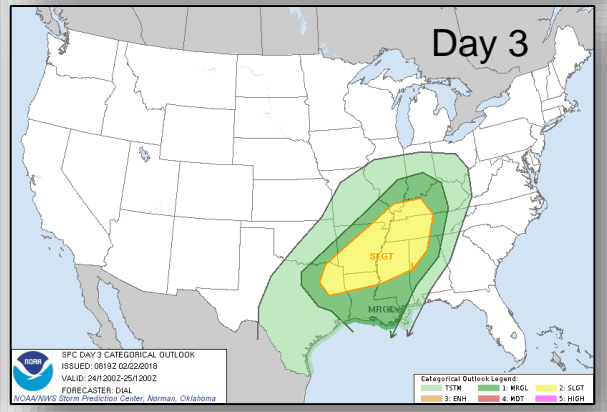 Day 3
SLGT
MRGL
NOAA
SPC DAY 3 CATEGORICAL OUTLOOK
ISSUED: 0819Z 02/22/2018
VALID: 24/1200Z-25/1200Z
FORECASTER: DIAL
NOAA/NWS Storm Prediction Center, Norman, Oklahoma
Categorical Outlook Legend:
TSTM 1: MRGL 2: SLGT
3: ENH 4: MDT 5: HIGH